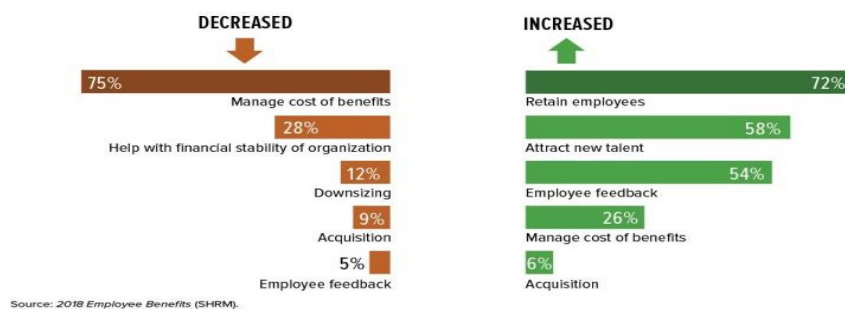 DECREASED
75%
Manage cost of benefits
28%
Help with financial stability of organization
12%
Downsizing
9%
Acquisition
5%
Employee feedback
INCREASED
72%
Retain employees
58%
Attract new talent
54%
Employee feedback
26%
Manage cost of benefits
6%
Acquisition
Source: 2018 Employee Benefits (SHRM).